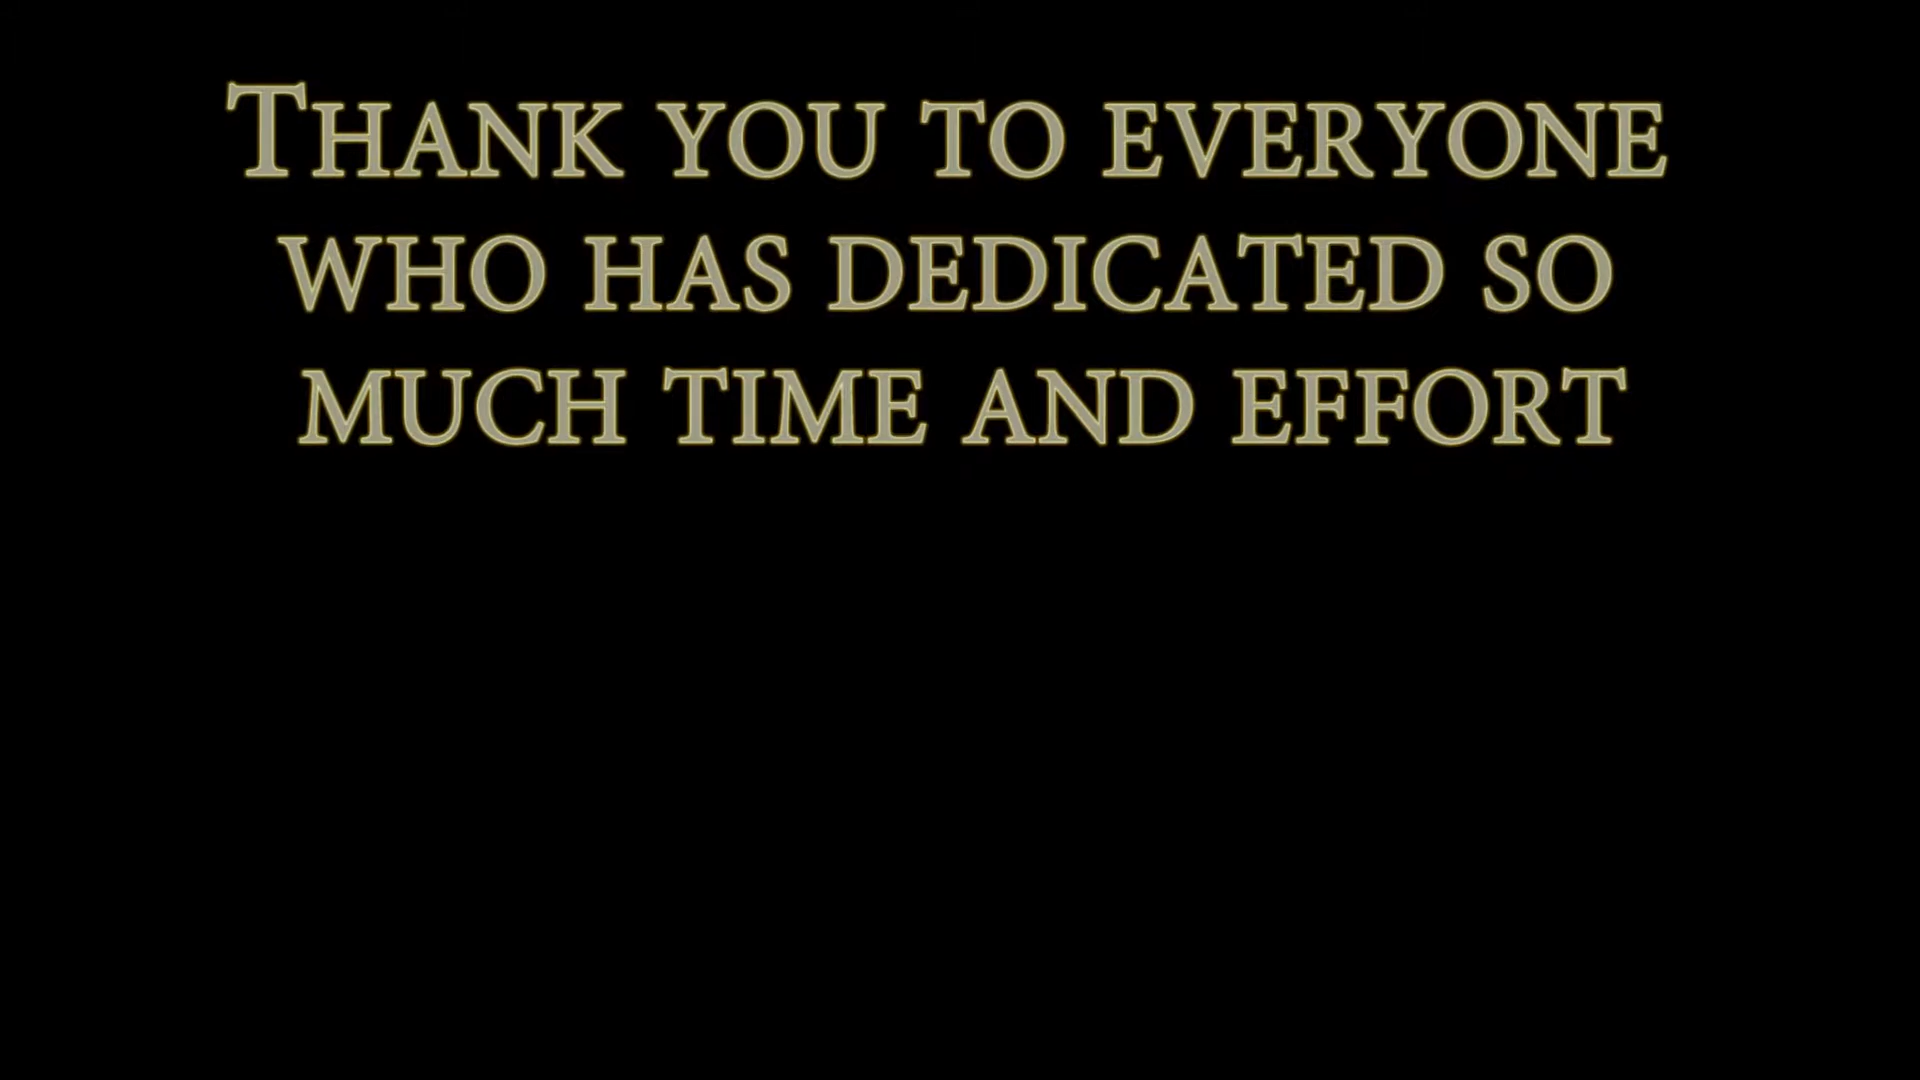 Thank you to everyone
who has dedicated so
much time and effort